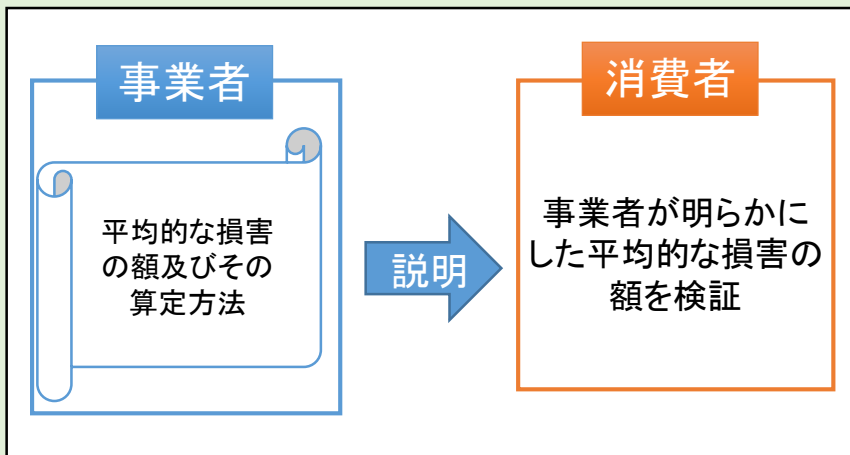 事業者
平均的な損害
の額及びその
算定方法
説明
消費者
事業者が明らかに
した平均的な損害の
額を検証